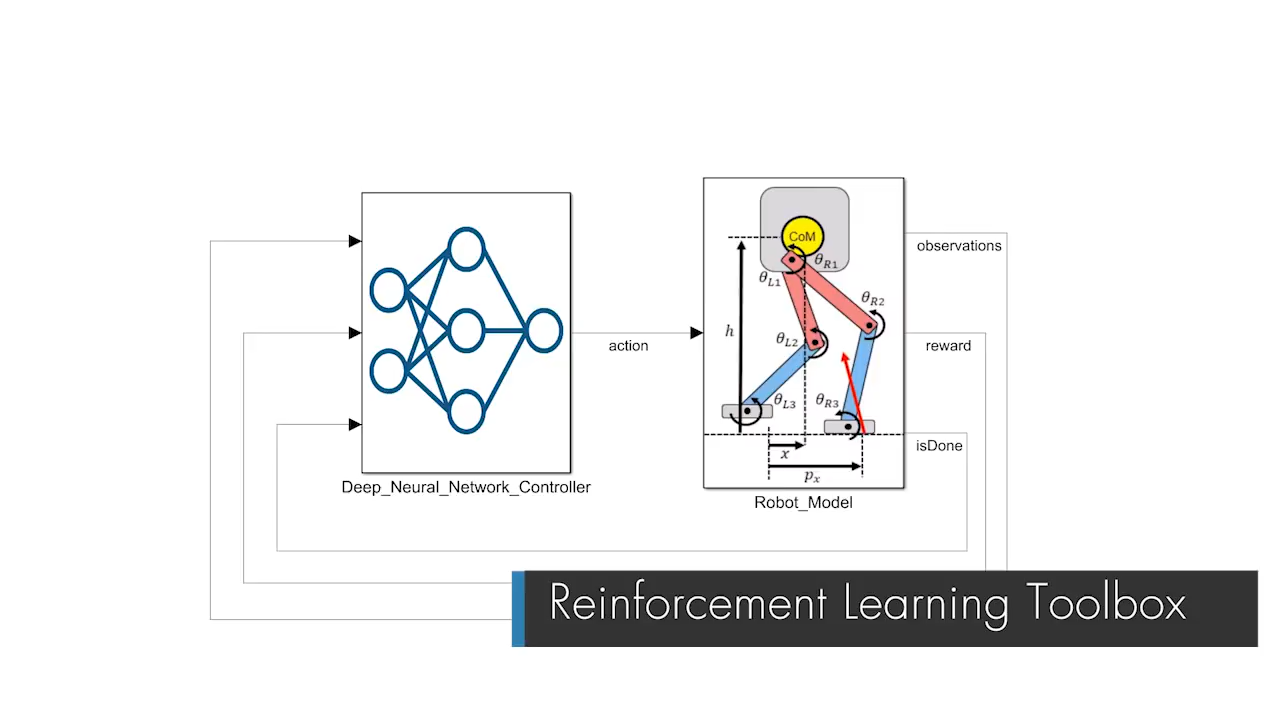 CoM
θR1
θL1
θR2
h
θL2
θL3
θR3
x
px
observations
action
reward
isDone
Deep_Neural_Network_Controller
Robot_Model
Reinforcement Learning Toolbox